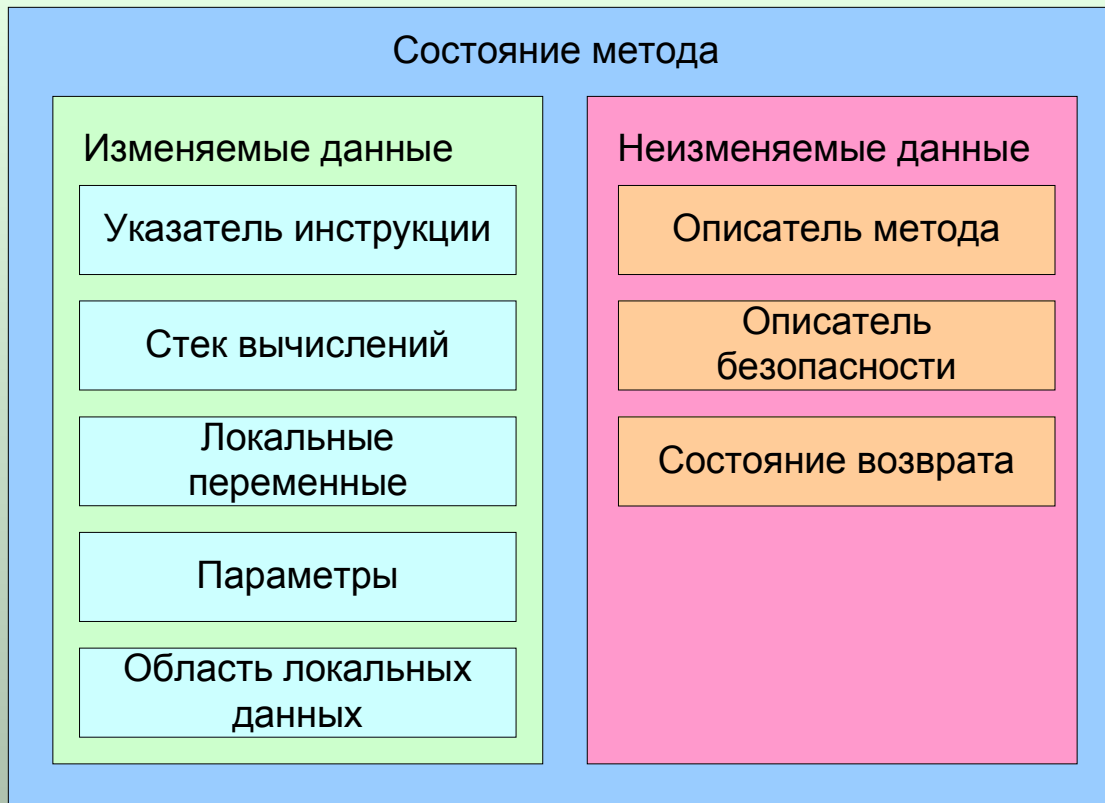 Состояние метода
Изменяемые данные
Указатель инструкции
Стек вычислений
Локальные
переменные
Параметры
Область локальных
данных
Неизменяемые данные
Описатель метода
Описатель
безопасности
Состояние возврата